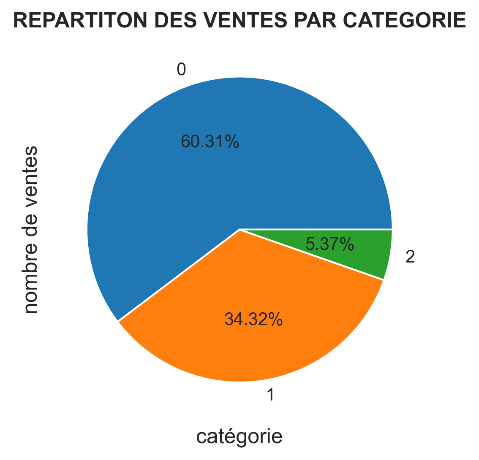 REPARTITON DES VENTES PAR CATEGORIE
0
60.31%
nombre de ventes
5.37%
2
34.32%
1
catégorie